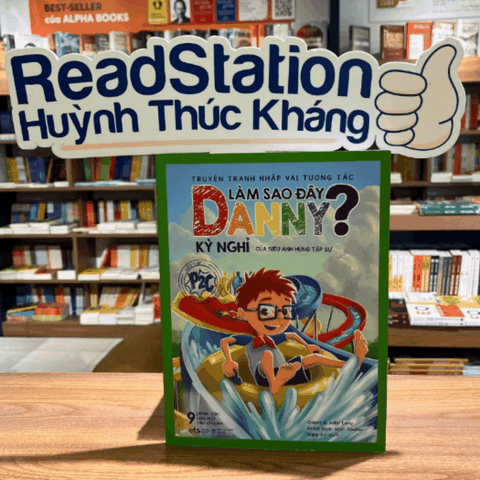 BEST-SELLER
của ALPHA BOOKS
ReadStation
Huỳnh Thúc Kháng
TRUYỆN TRANH NHẬP VAI TƯƠNG TÁC
LÀM SAO ĐÂY
DANNY?
KỲ NGHỈ
CỦA SIÊU ANH HÙNG TẬP SỰ
P2C
9
ets